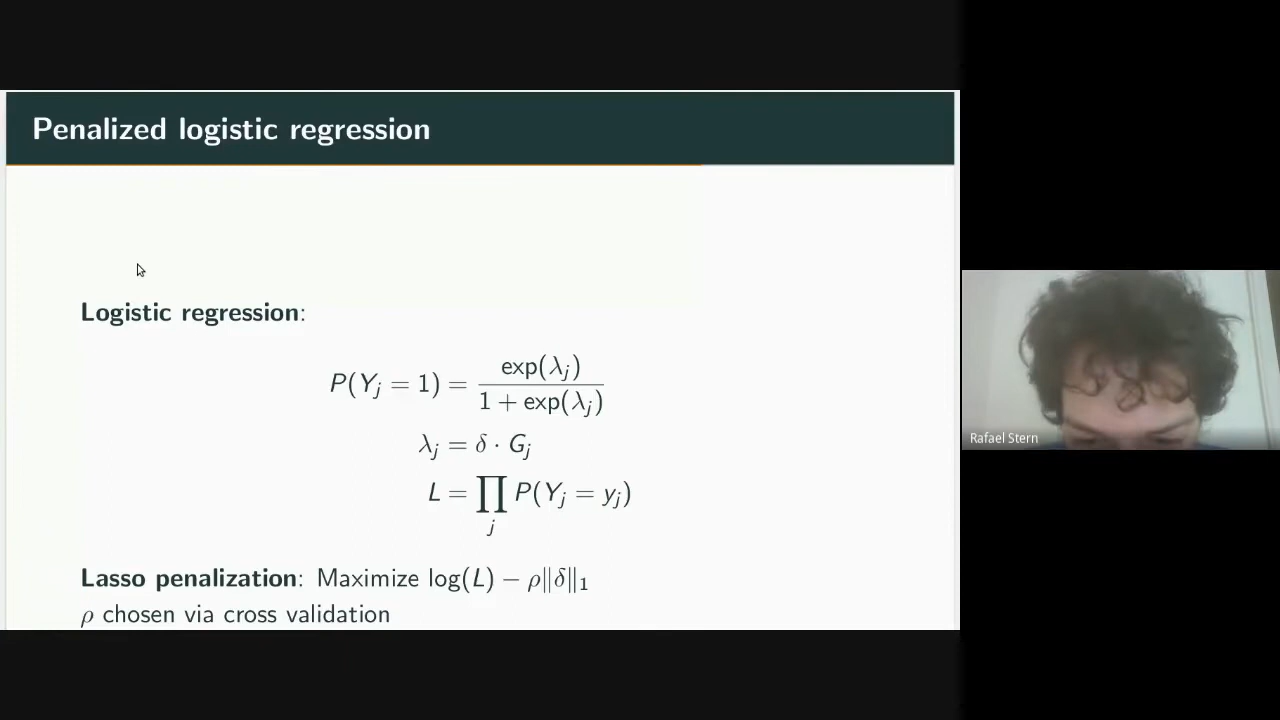 Penalized logistic regression
Logistic regression:
P(Y_j = 1) = exp(λ_j) / (1 + exp(λ_j))
λ_j = δ · G_j
L = ∏_j P(Y_j = y_j)
Lasso penalization: Maximize log(L) − ρ‖δ‖₁
ρ chosen via cross validation
Rafael Stern